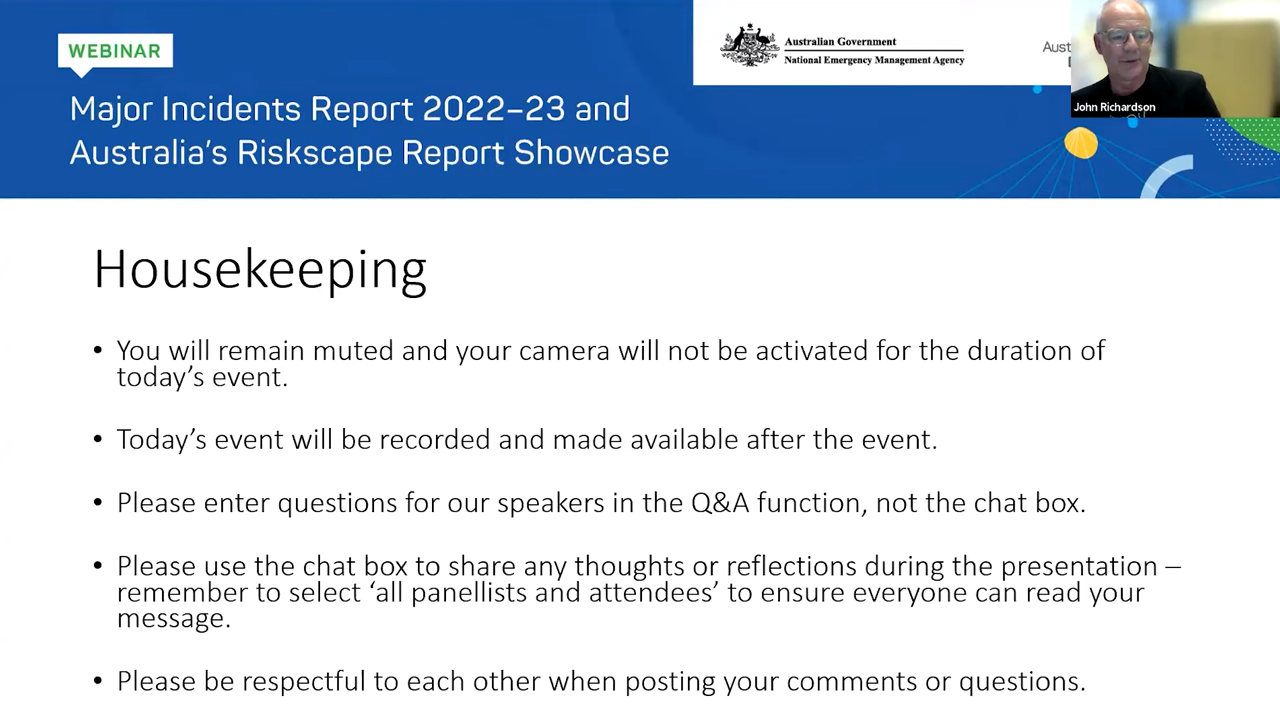 WEBINAR
Major Incidents Report 2022–23 and
Australia’s Riskscape Report Showcase
Australian Government
National Emergency Management Agency
John Richardson
Housekeeping
• You will remain muted and your camera will not be activated for the duration of
today’s event.
• Today’s event will be recorded and made available after the event.
• Please enter questions for our speakers in the Q&A function, not the chat box.
• Please use the chat box to share any thoughts or reflections during the presentation –
remember to select ‘all panellists and attendees’ to ensure everyone can read your
message.
• Please be respectful to each other when posting your comments or questions.